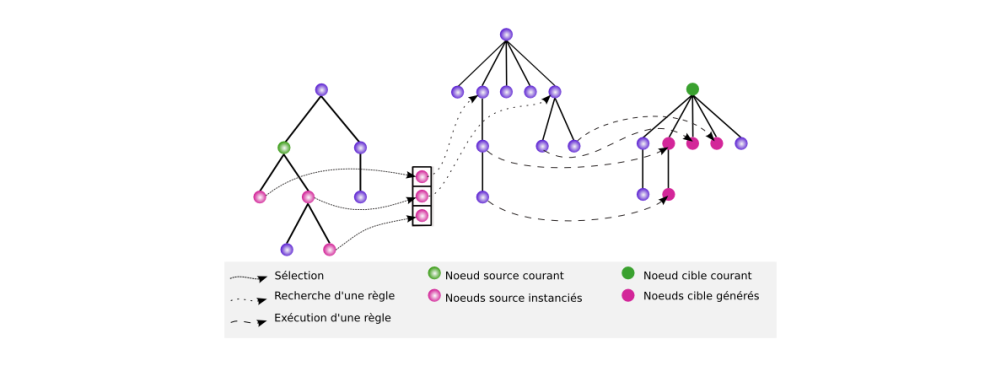 Sélection
Recherche d'une règle
Exécution d'une règle
Noeud source courant
Noeuds source instanciés
Noeud cible courant
Noeuds cible générés